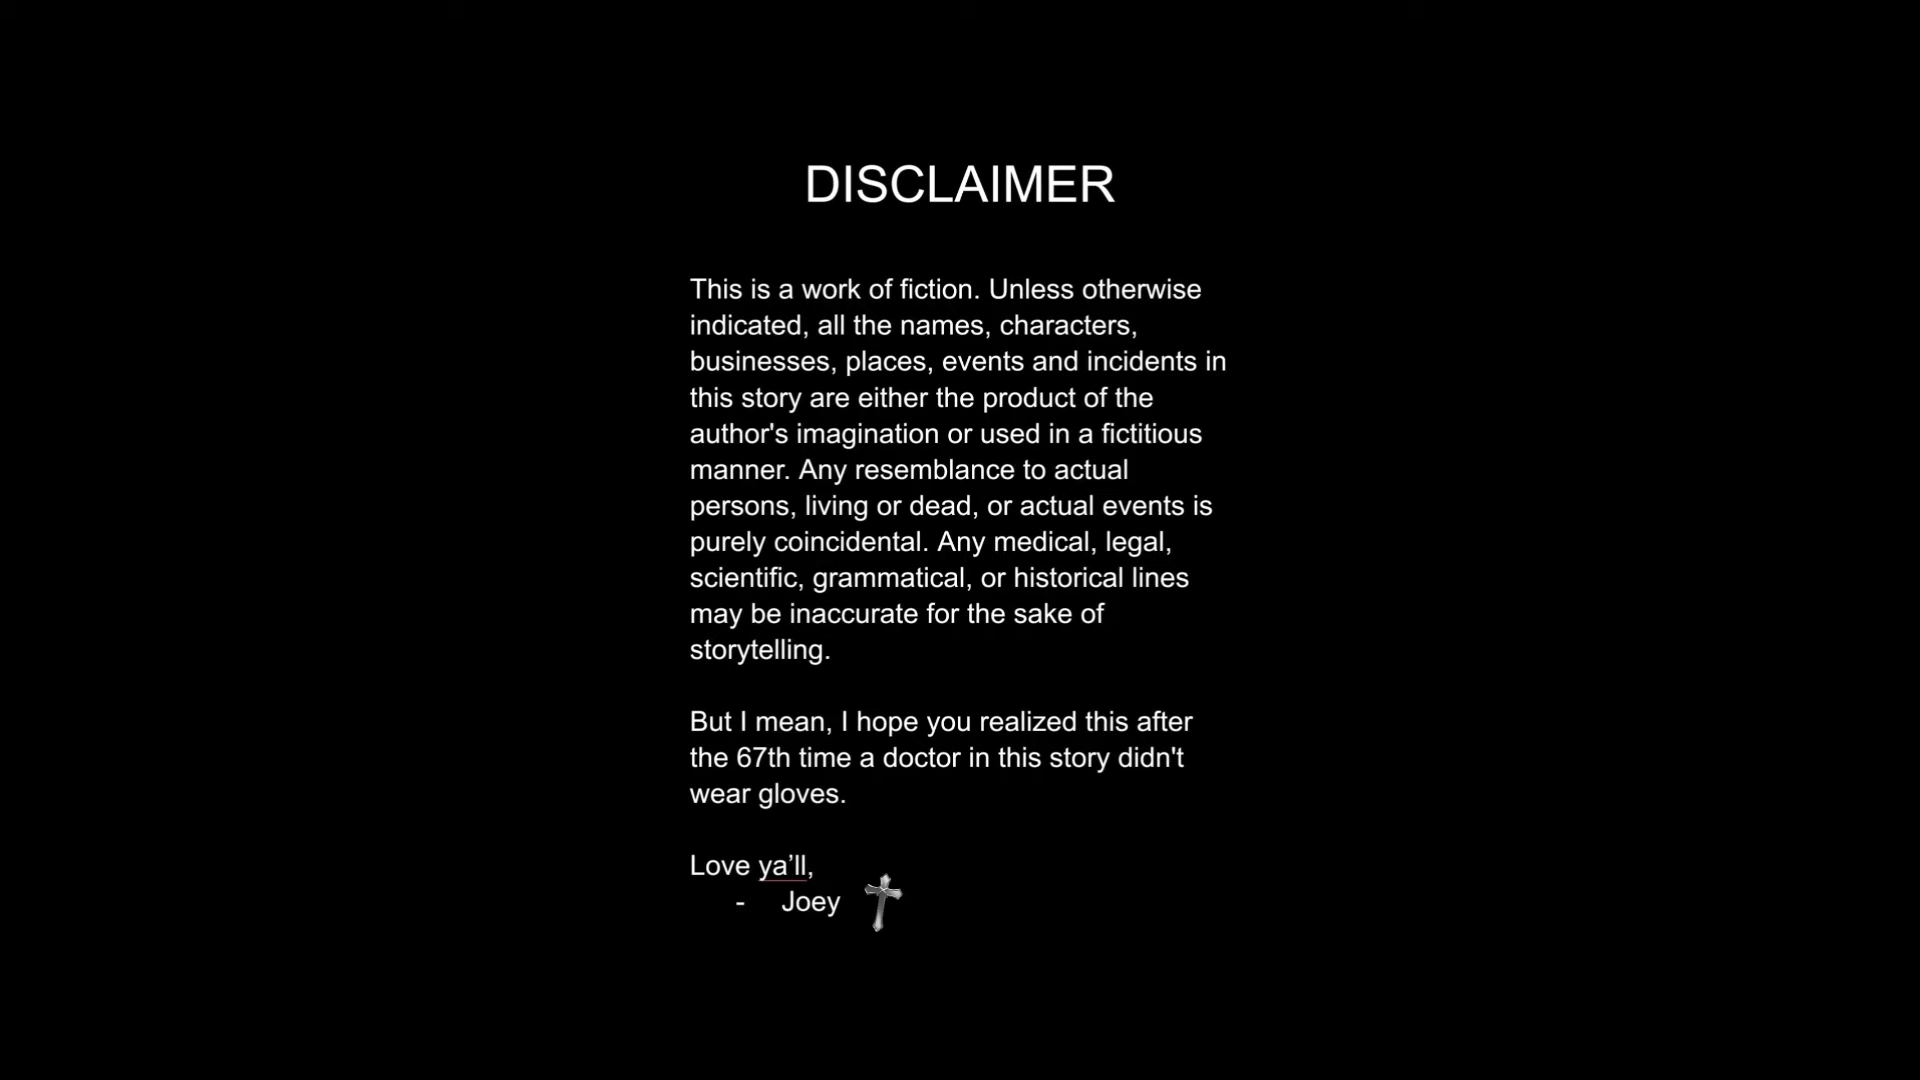 DISCLAIMER
This is a work of fiction. Unless otherwise
indicated, all the names, characters,
businesses, places, events and incidents in
this story are either the product of the
author's imagination or used in a fictitious
manner. Any resemblance to actual
persons, living or dead, or actual events is
purely coincidental. Any medical, legal,
scientific, grammatical, or historical lines
may be inaccurate for the sake of
storytelling.
But I mean, I hope you realized this after
the 67th time a doctor in this story didn't
wear gloves.
Love ya’ll,
- Joey